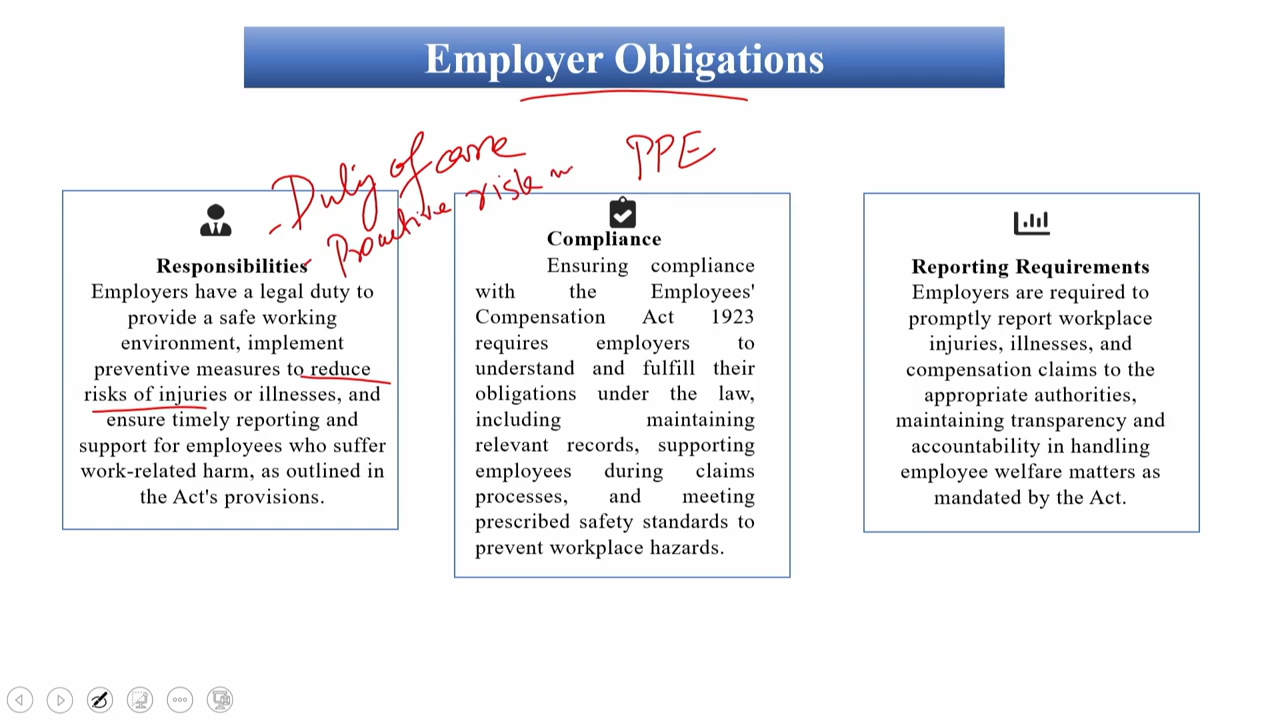 Employer Obligations
- Duty of care
- Proactive risk
PPE
Responsibilities
Employers have a legal duty to
provide a safe working
environment, implement
preventive measures to reduce
risks of injuries or illnesses, and
ensure timely reporting and
support for employees who suffer
work-related harm, as outlined in
the Act's provisions.
Compliance
Ensuring compliance
with the Employees'
Compensation Act 1923
requires employers to
understand and fulfill their
obligations under the law,
including maintaining
relevant records, supporting
employees during claims
processes, and meeting
prescribed safety standards to
prevent workplace hazards.
Reporting Requirements
Employers are required to
promptly report workplace
injuries, illnesses, and
compensation claims to the
appropriate authorities,
maintaining transparency and
accountability in handling
employee welfare matters as
mandated by the Act.